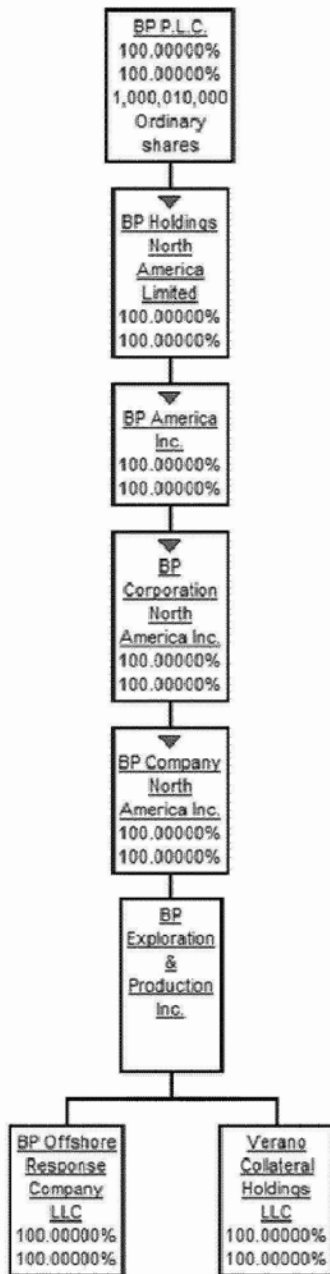 BP P.L.C.
100.00000%
100.00000%
1,000,010,000
Ordinary
shares
BP Holdings
North
America
Limited
100.00000%
100.00000%
BP America
Inc.
100.00000%
100.00000%
BP
Corporation
North
America Inc.
100.00000%
100.00000%
BP Company
North
America Inc.
100.00000%
100.00000%
BP
Exploration
&
Production
Inc.
BP Offshore
Response
Company
LLC
100.00000%
100.00000%
Verano
Collateral
Holdings
LLC
100.00000%
100.00000%